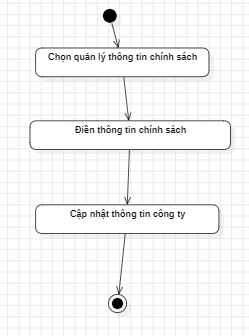 Chọn quản lý thông tin chính sách
Điền thông tin chính sách
Cập nhật thông tin công ty